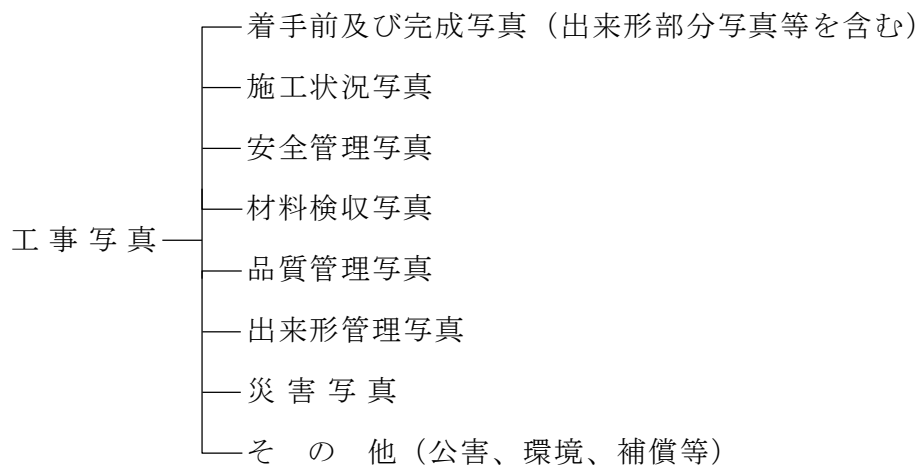 着手前及び完成写真（出来形部分写真等を含む）
施工状況写真
安全管理写真
材料検収写真
工事写真
品質管理写真
出来形管理写真
災害写真
その他（公害、環境、補償等）